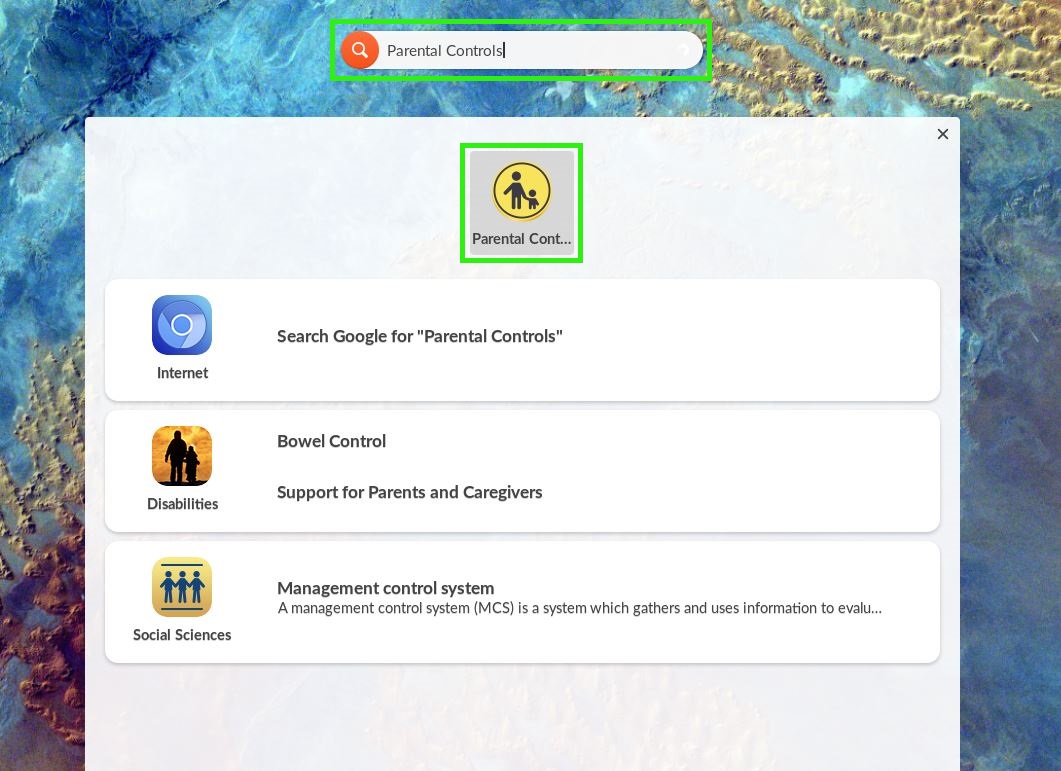 Parental Controls
Parental Cont...
Search Google for "Parental Controls"
Internet
Bowel Control
Support for Parents and Caregivers
Disabilities
Management control system
A management control system (MCS) is a system which gathers and uses information to evalu...
Social Sciences